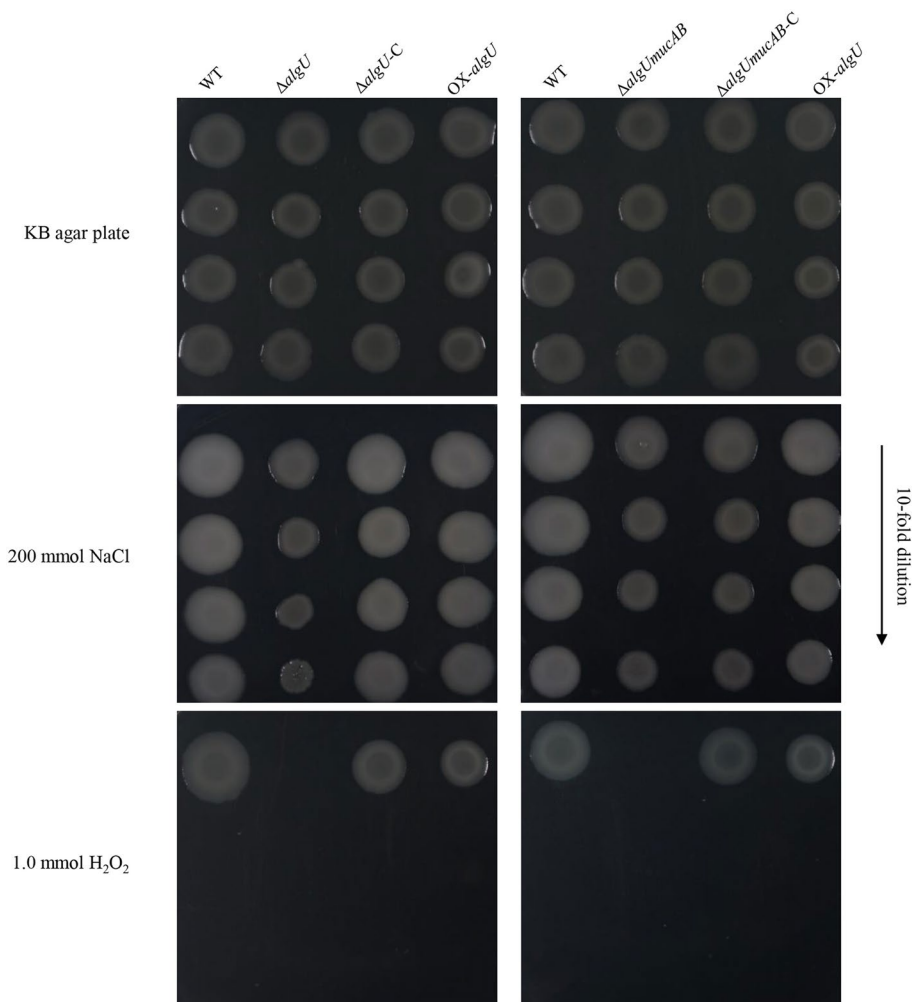 WT
ΔalgU
ΔalgU-C
OX-algU
WT
ΔalgUmucAB
ΔalgUmucAB-C
OX-algU
KB agar plate
200 mmol NaCl
10-fold dilution
1.0 mmol H₂O₂